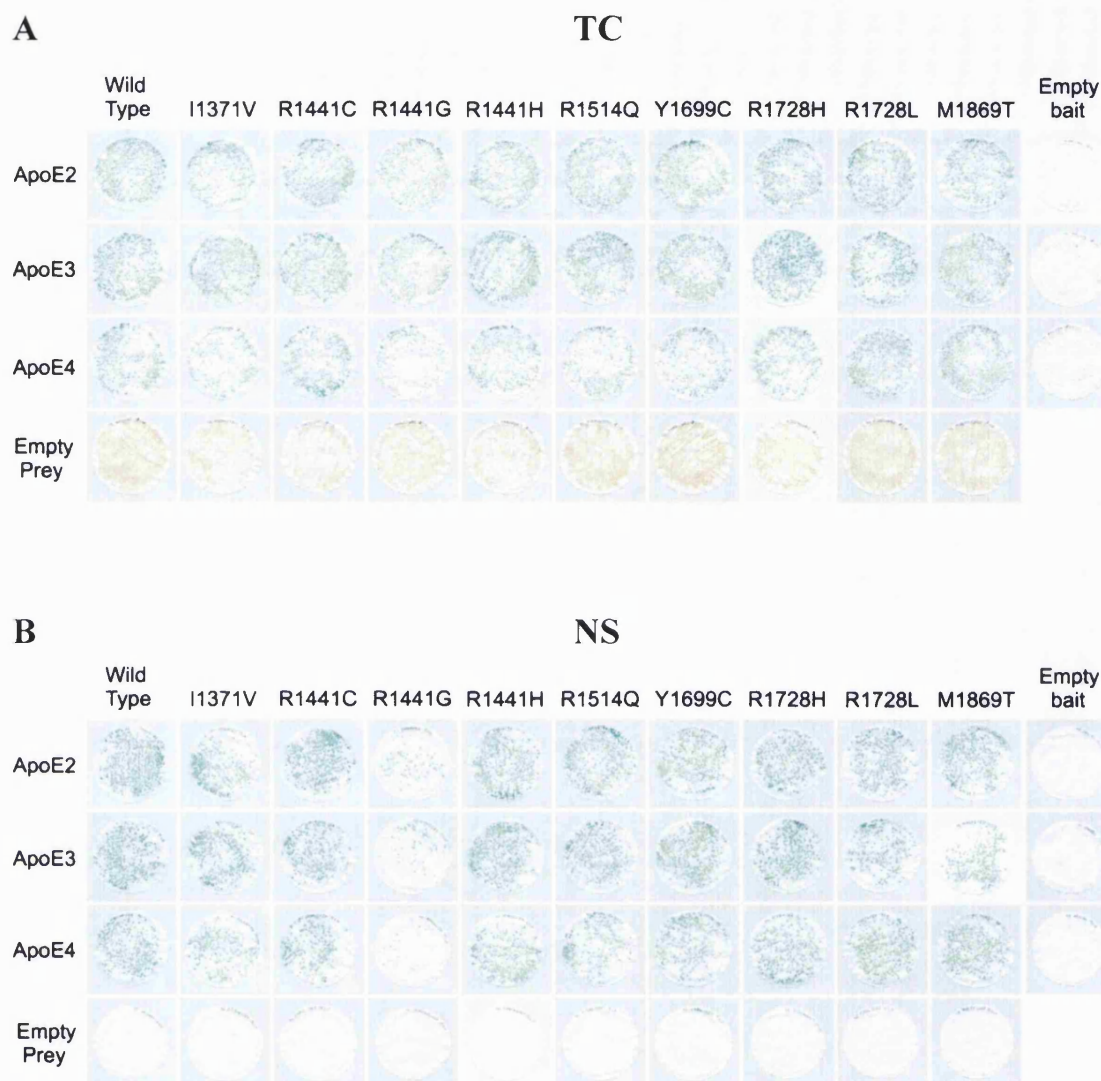 A
TC
Wild Type I1371V R1441C R1441G R1441H R1514Q Y1699C R1728H R1728L M1869T Empty bait
ApoE2
ApoE3
ApoE4
Empty Prey
B
NS
Wild Type I1371V R1441C R1441G R1441H R1514Q Y1699C R1728H R1728L M1869T Empty bait
ApoE2
ApoE3
ApoE4
Empty Prey